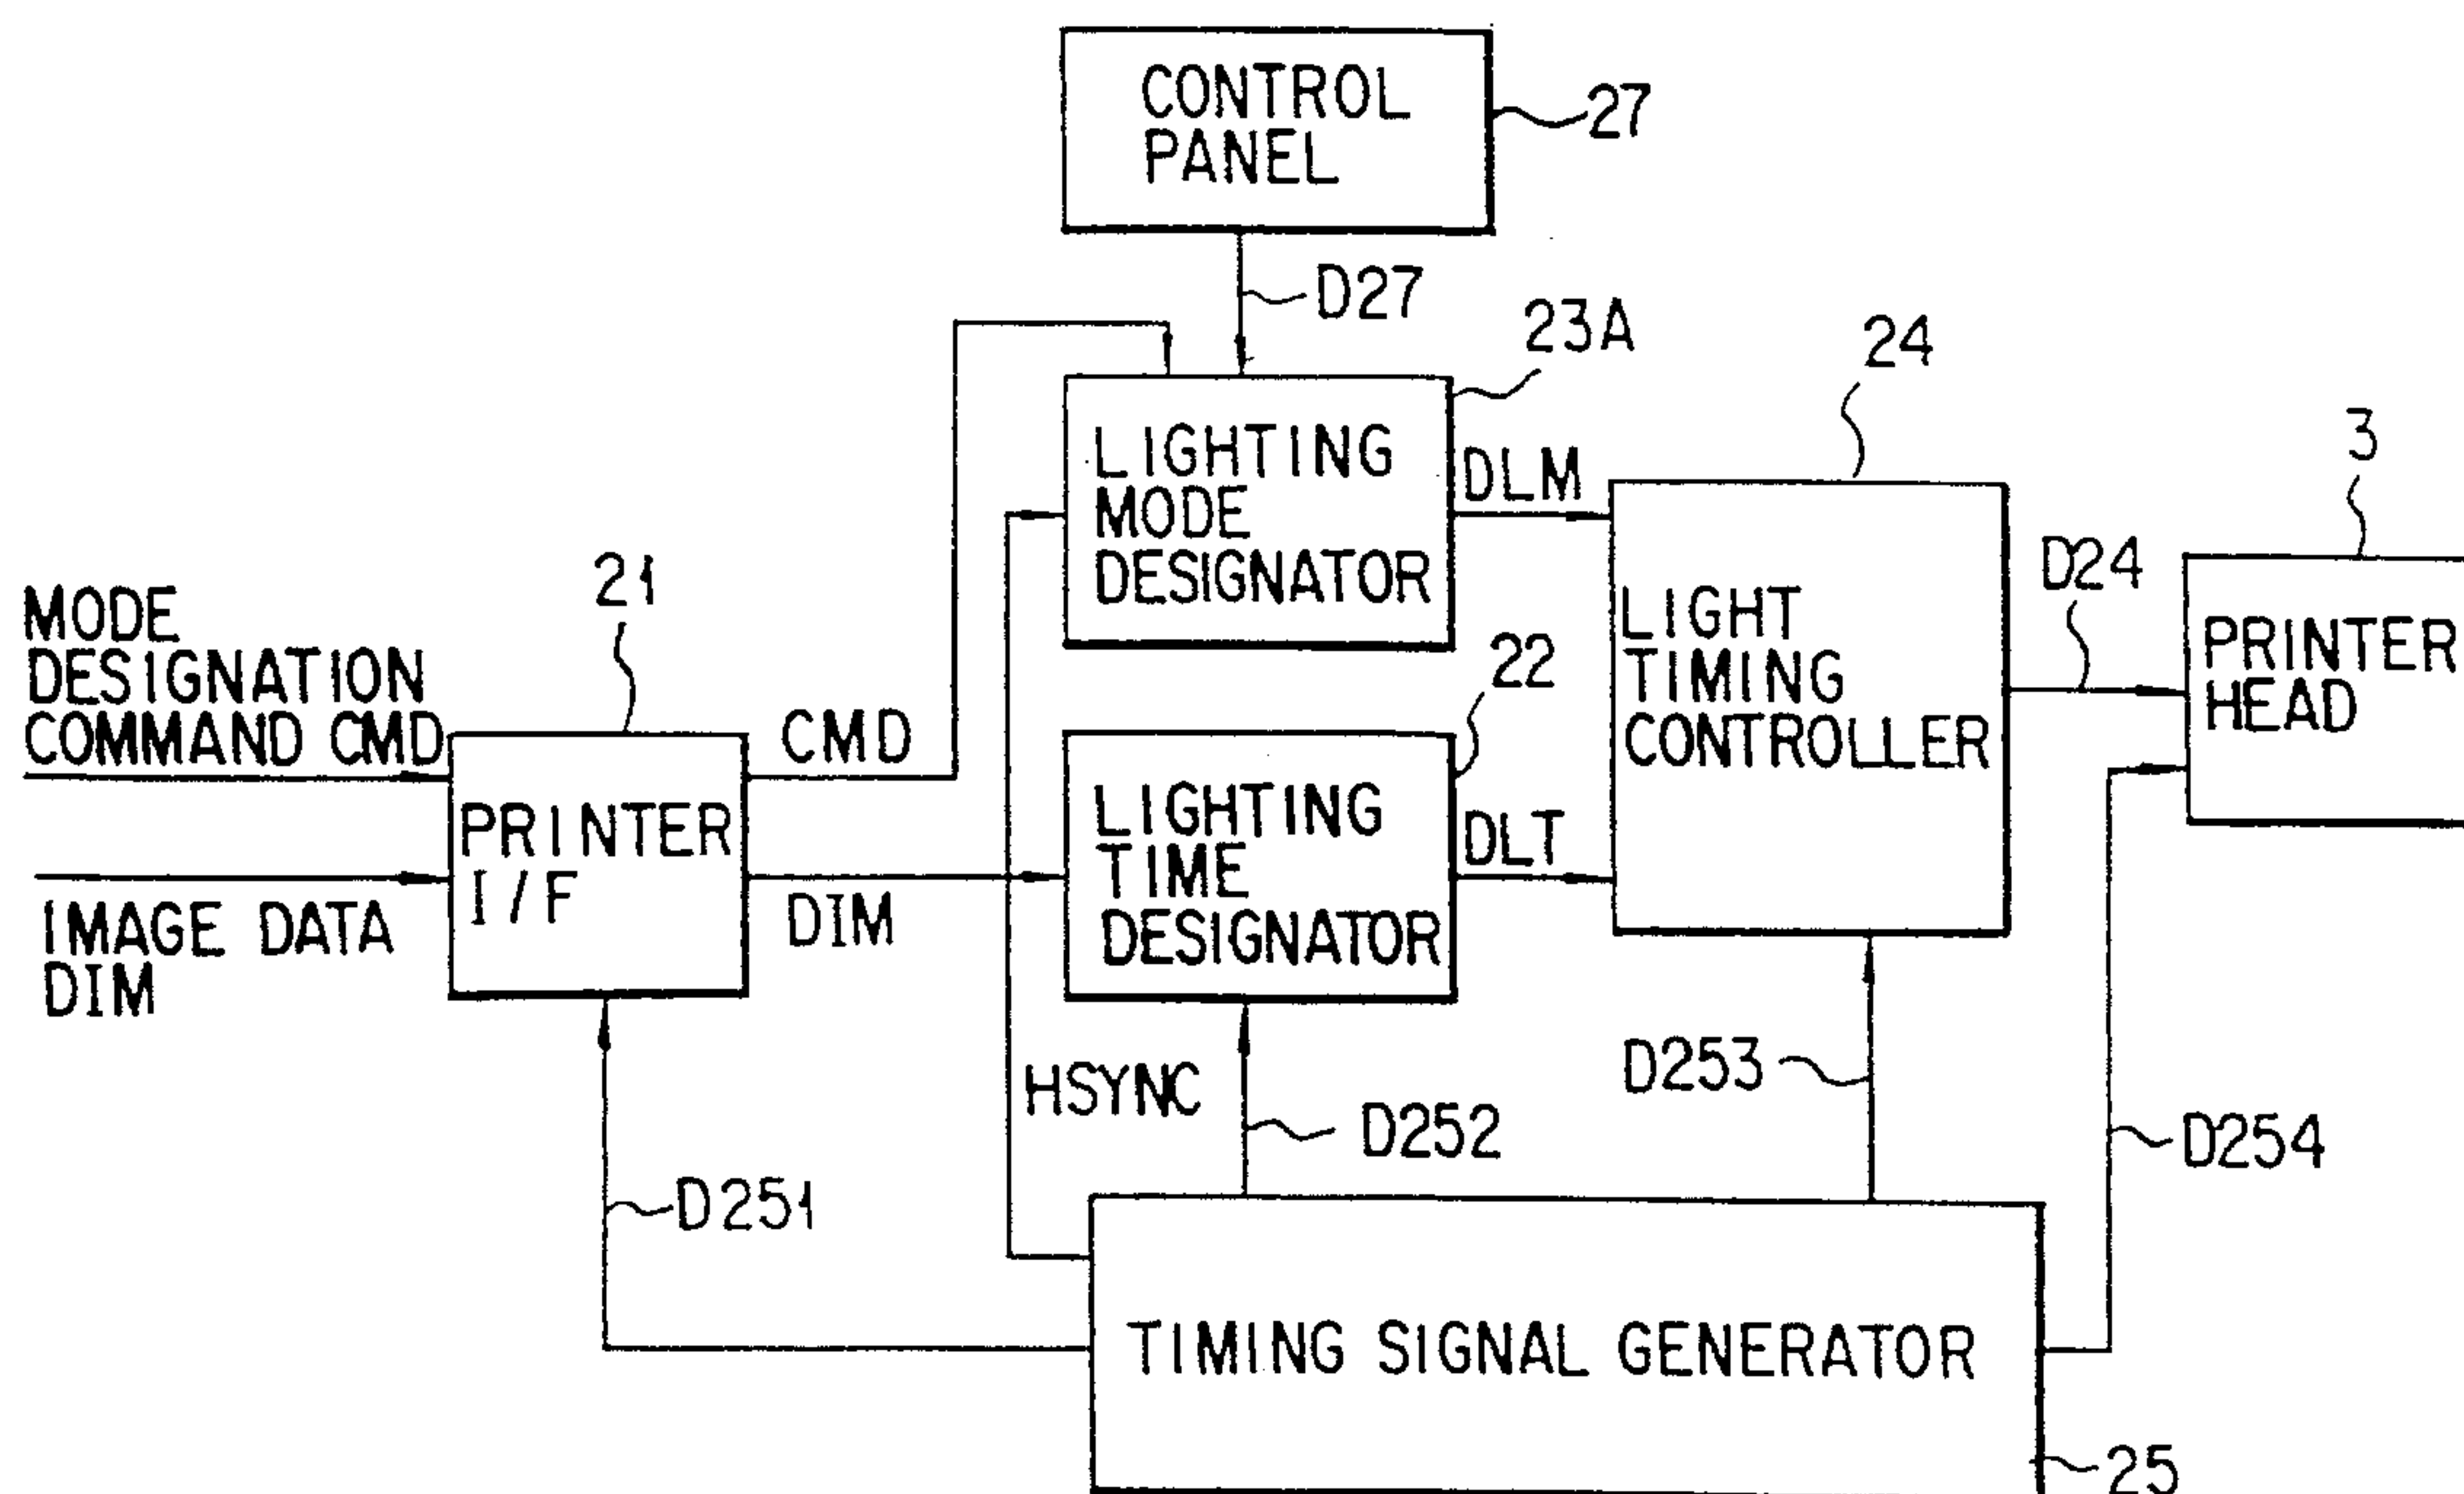 CONTROL
PANEL
27
D27
23A
24
3
LIGHTING
MODE
DESIGNATOR
DLM
D24
21
MODE
DESIGNATION
COMMAND CMD
CMD
22
LIGHT
TIMING
CONTROLLER
PRINTER
HEAD
PRINTER
I/F
LIGHTING
TIME
DESIGNATOR
DLT
IMAGE DATA
DIM
DIM
HSYNC
D252
D253
D254
D251
TIMING SIGNAL GENERATOR
25